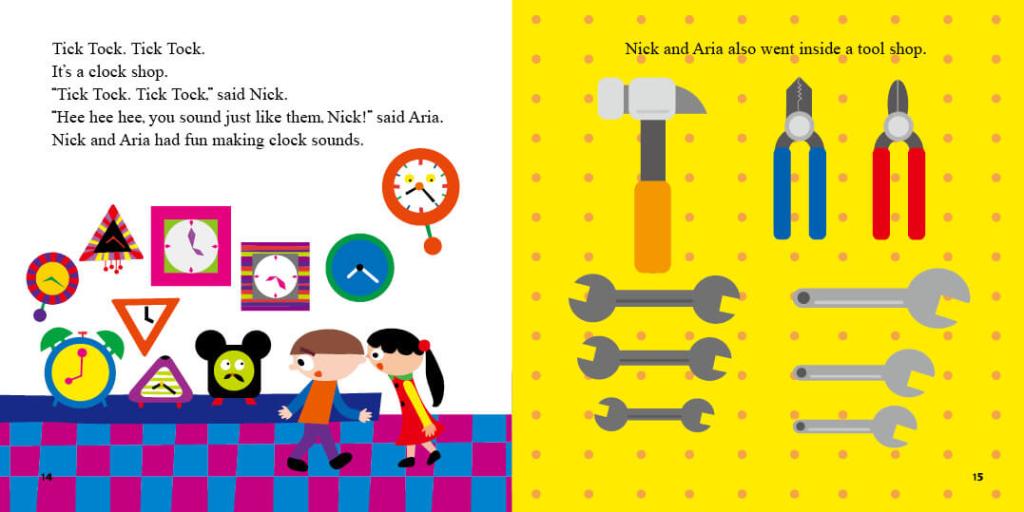 Tick Tock. Tick Tock.
It's a clock shop.
“Tick Tock. Tick Tock,” said Nick.
“Hee hee hee, you sound just like them, Nick!” said Aria.
Nick and Aria had fun making clock sounds.
14
Nick and Aria also went inside a tool shop.
15